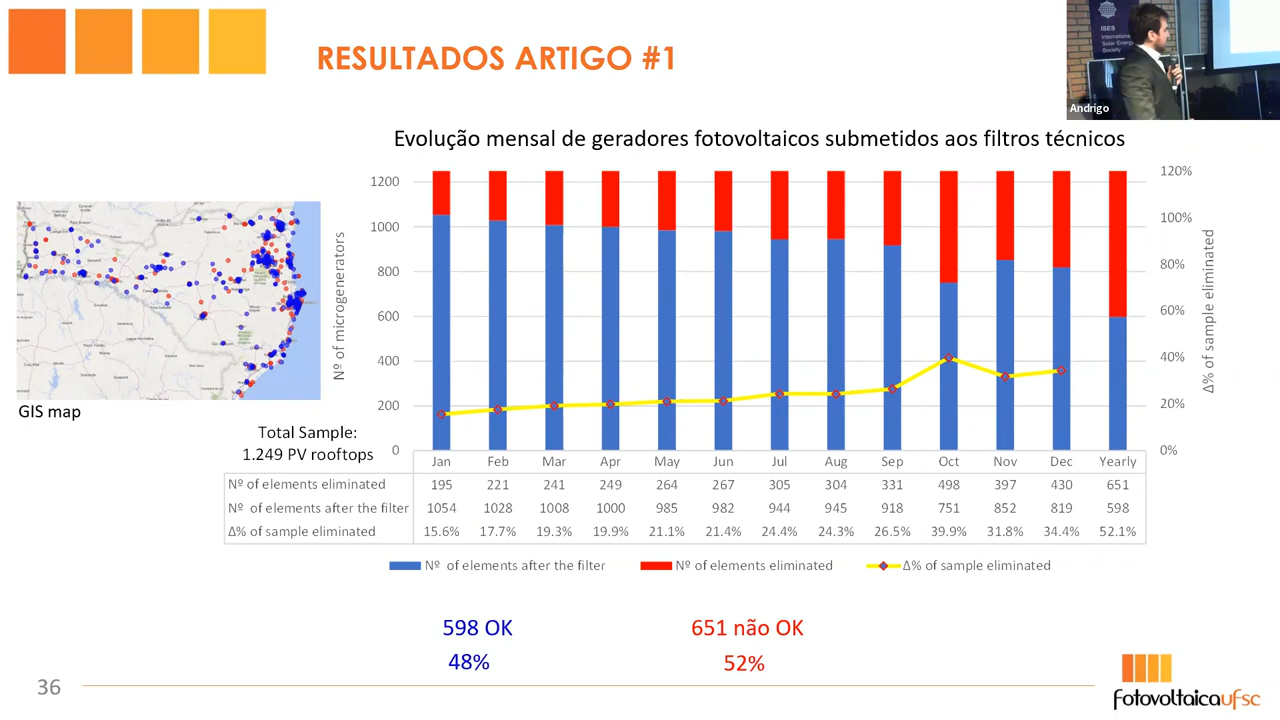 RESULTADOS ARTIGO #1
ISES
International
Solar Energy
Society
Andrigo
Evolução mensal de geradores fotovoltaicos submetidos aos filtros técnicos
Nº of microgenerators
1200
1000
800
600
400
200
0
120%
100%
80%
60%
40%
20%
0%
Δ% of sample eliminated
GIS map
Total Sample:
1.249 PV rooftops
Jan Feb Mar Apr May Jun Jul Aug Sep Oct Nov Dec Yearly
Nº of elements eliminated 195 221 241 249 264 267 305 304 331 498 397 430 651
Nº of elements after the filter 1054 1028 1008 1000 985 982 944 945 918 751 852 819 598
Δ% of sample eliminated 15.6% 17.7% 19.3% 19.9% 21.1% 21.4% 24.4% 24.3% 26.5% 39.9% 31.8% 34.4% 52.1%
Nº of elements after the filter Nº of elements eliminated Δ% of sample eliminated
598 OK 651 não OK
48% 52%
36
fotovoltaicaufsc